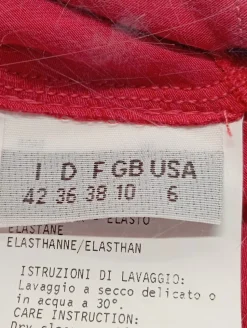 I D F GB USA
42 36 38 10 6
ELASTO
ELASTANE
ELASTHANNE/ELASTHAN
ISTRUZIONI DI LAVAGGIO:
Lavaggio a secco delicato o
in acqua a 30°.
CARE INSTRUCTION: